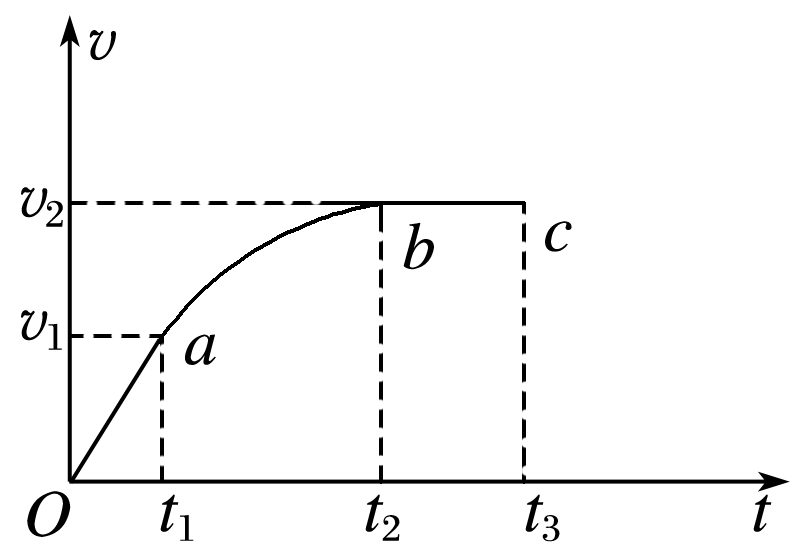 v
v₂
b
c
v₁
a
O
t₁
t₂
t₃
t